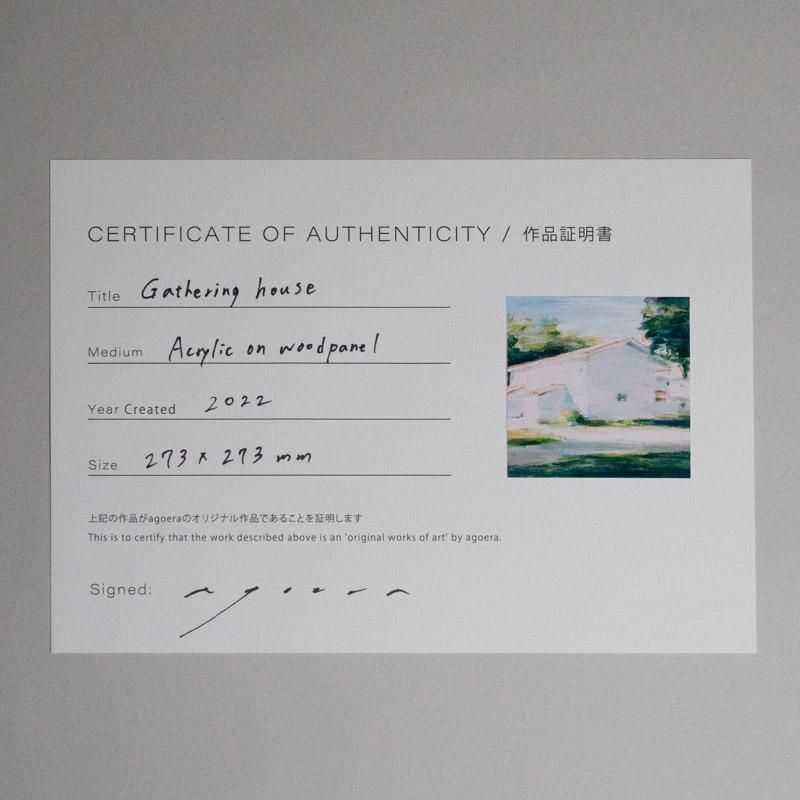 CERTIFICATE OF AUTHENTICITY / 作品証明書
Title Gathering house
Medium Acrylic on woodpanel
Year Created 2022
Size 273 x 273 mm
上記の作品がagoeraのオリジナル作品であることを証明します
This is to certify that the work described above is an 'original works of art' by agoera.
Signed: agoera